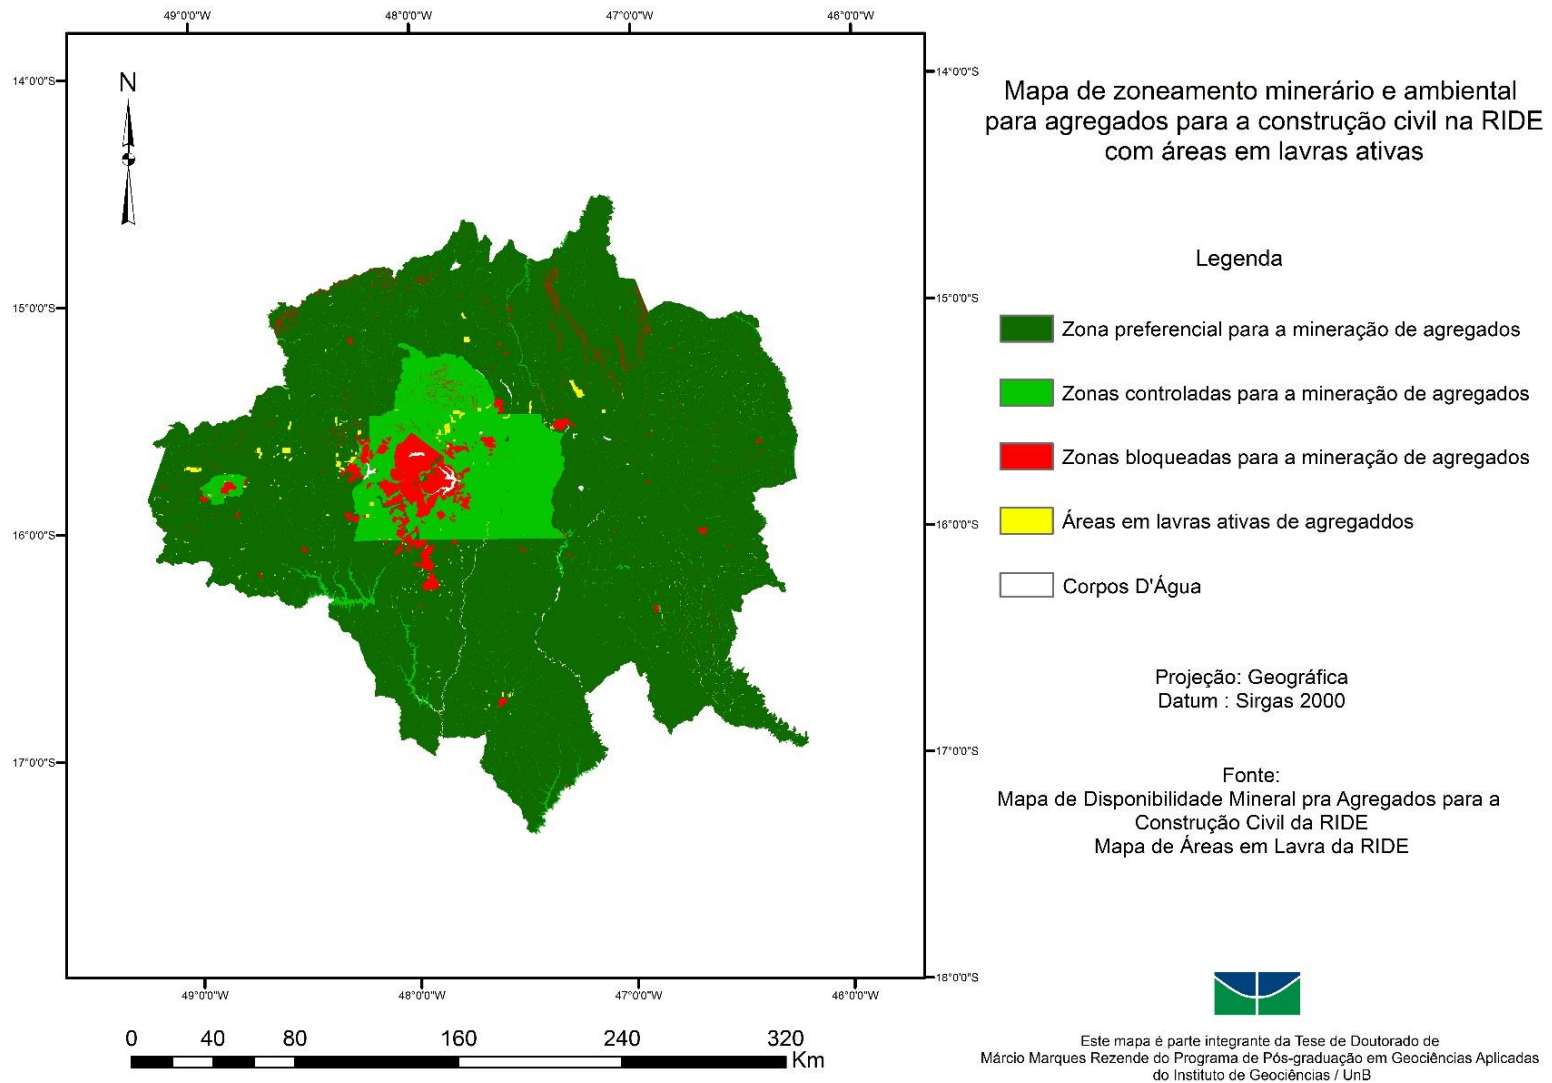 49°0'0"W
48°0'0"W
47°0'0"W
46°0'0"W
14°0'0"S
15°0'0"S
16°0'0"S
17°0'0"S
N
14°0'0"S
15°0'0"S
16°0'0"S
17°0'0"S
18°0'0"S
49°0'0"W
48°0'0"W
47°0'0"W
46°0'0"W
0 40 80 160 240 320
Km
Mapa de zoneamento minerário e ambiental
para agregados para a construção civil na RIDE
com áreas em lavras ativas
Legenda
Zona preferencial para a mineração de agregados
Zonas controladas para a mineração de agregados
Zonas bloqueadas para a mineração de agregados
Áreas em lavras ativas de agregaddos
Corpos D'Água
Projeção: Geográfica
Datum : Sirgas 2000
Fonte:
Mapa de Disponibilidade Mineral pra Agregados para a
Construção Civil da RIDE
Mapa de Áreas em Lavra da RIDE
Este mapa é parte integrante da Tese de Doutorado de
Márcio Marques Rezende do Programa de Pós-graduação em Geociências Aplicadas
do Instituto de Geociências / UnB